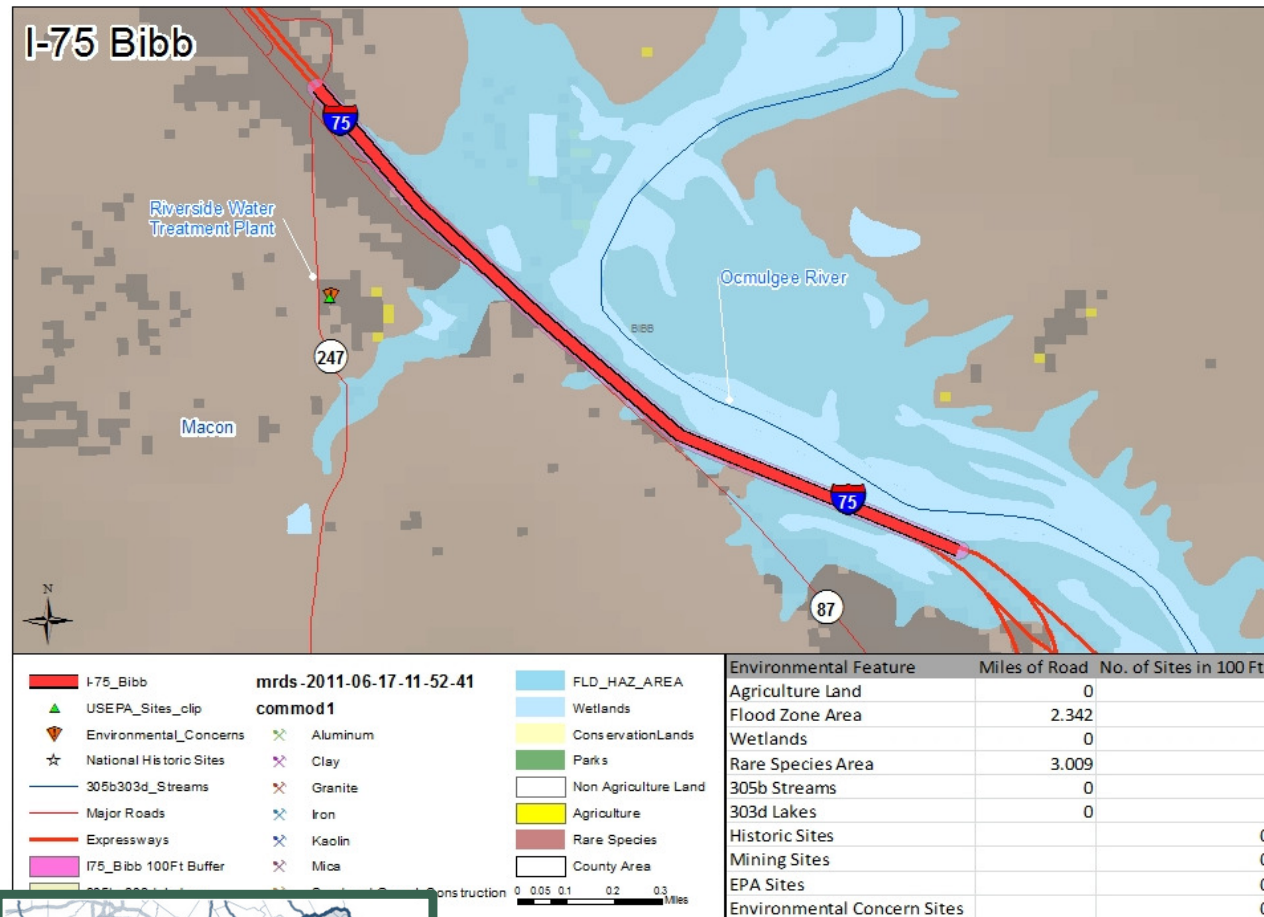 I-75 Bibb
75
Riverside Water
Treatment Plant
Ocmulgee River
BIBB
247
Macon
75
N
87
I-75_Bibb
USEPA_Sites_clip
Environmental_Concerns
National Historic Sites
305b303d_Streams
Major Roads
Expressways
I75_Bibb 100Ft Buffer
mrds-2011-06-17-11-52-41
commod1
Aluminum
Clay
Granite
Iron
Kaolin
Mica
Construction
FLD_HAZ_AREA
Wetlands
ConservationLands
Parks
Non Agriculture Land
Agriculture
Rare Species
County Area
0 0.05 0.1 0.2 0.3
Miles
Environmental Feature Miles of Road No. of Sites in 100 Ft
Agriculture Land 0
Flood Zone Area 2.342
Wetlands 0
Rare Species Area 3.009
305b Streams 0
303d Lakes 0
Historic Sites 0
Mining Sites 0
EPA Sites 0
Environmental Concern Sites 0